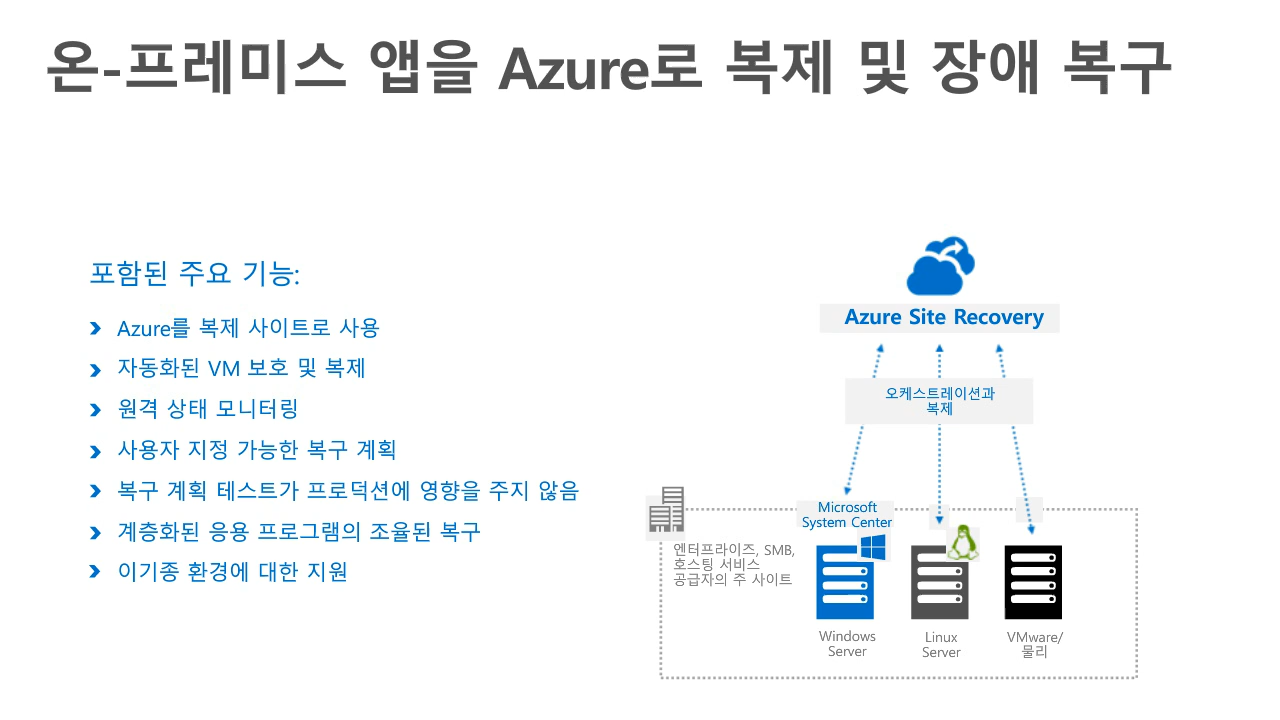 온-프레미스 앱을 Azure로 복제 및 장애 복구
포함된 주요 기능:
Azure를 복제 사이트로 사용
자동화된 VM 보호 및 복제
원격 상태 모니터링
사용자 지정 가능한 복구 계획
복구 계획 테스트가 프로덕션에 영향을 주지 않음
계층화된 응용 프로그램의 조율된 복구
이기종 환경에 대한 지원
Azure Site Recovery
오케스트레이션과
복제
Microsoft
System Center
엔터프라이즈, SMB,
호스팅 서비스
공급자의 주 사이트
Windows
Server
Linux
Server
VMware/
물리